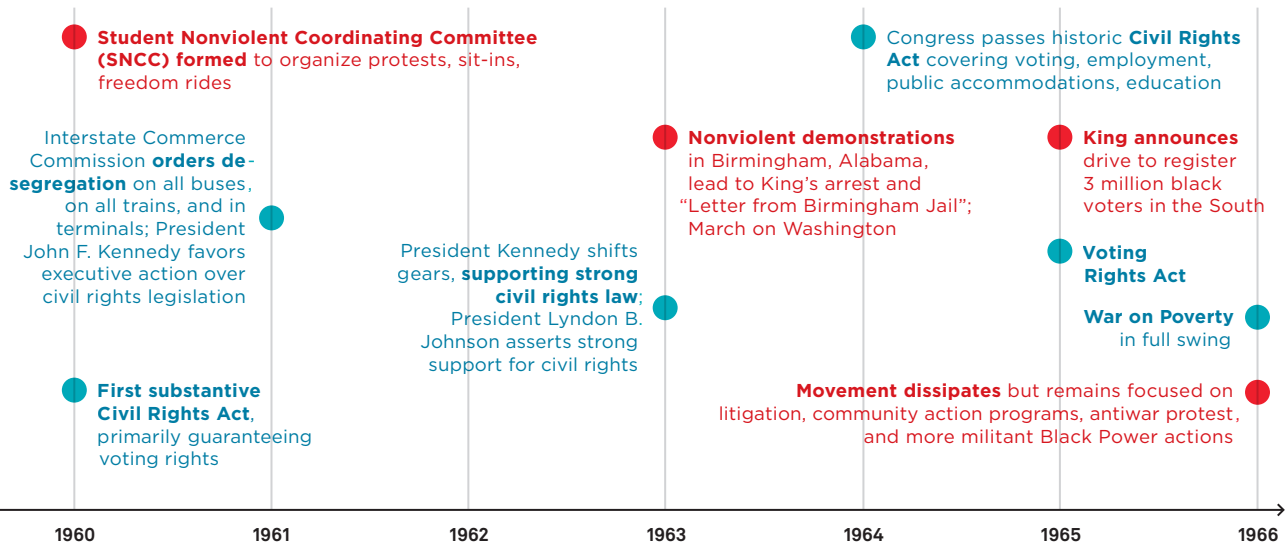 Student Nonviolent Coordinating Committee
(SNCC) formed to organize protests, sit-ins,
freedom rides
Interstate Commerce
Commission orders de-
segregation on all buses,
on all trains, and in
terminals; President
John F. Kennedy favors
executive action over
civil rights legislation
First substantive
Civil Rights Act,
primarily guaranteeing
voting rights
President Kennedy shifts
gears, supporting strong
civil rights law;
President Lyndon B.
Johnson asserts strong
support for civil rights
Nonviolent demonstrations
in Birmingham, Alabama,
lead to King’s arrest and
“Letter from Birmingham Jail”;
March on Washington
Congress passes historic Civil Rights
Act covering voting, employment,
public accommodations, education
King announces
drive to register
3 million black
voters in the South
Voting
Rights Act
War on Poverty
in full swing
Movement dissipates but remains focused on
litigation, community action programs, antiwar protest,
and more militant Black Power actions
1960 1961 1962 1963 1964 1965 1966